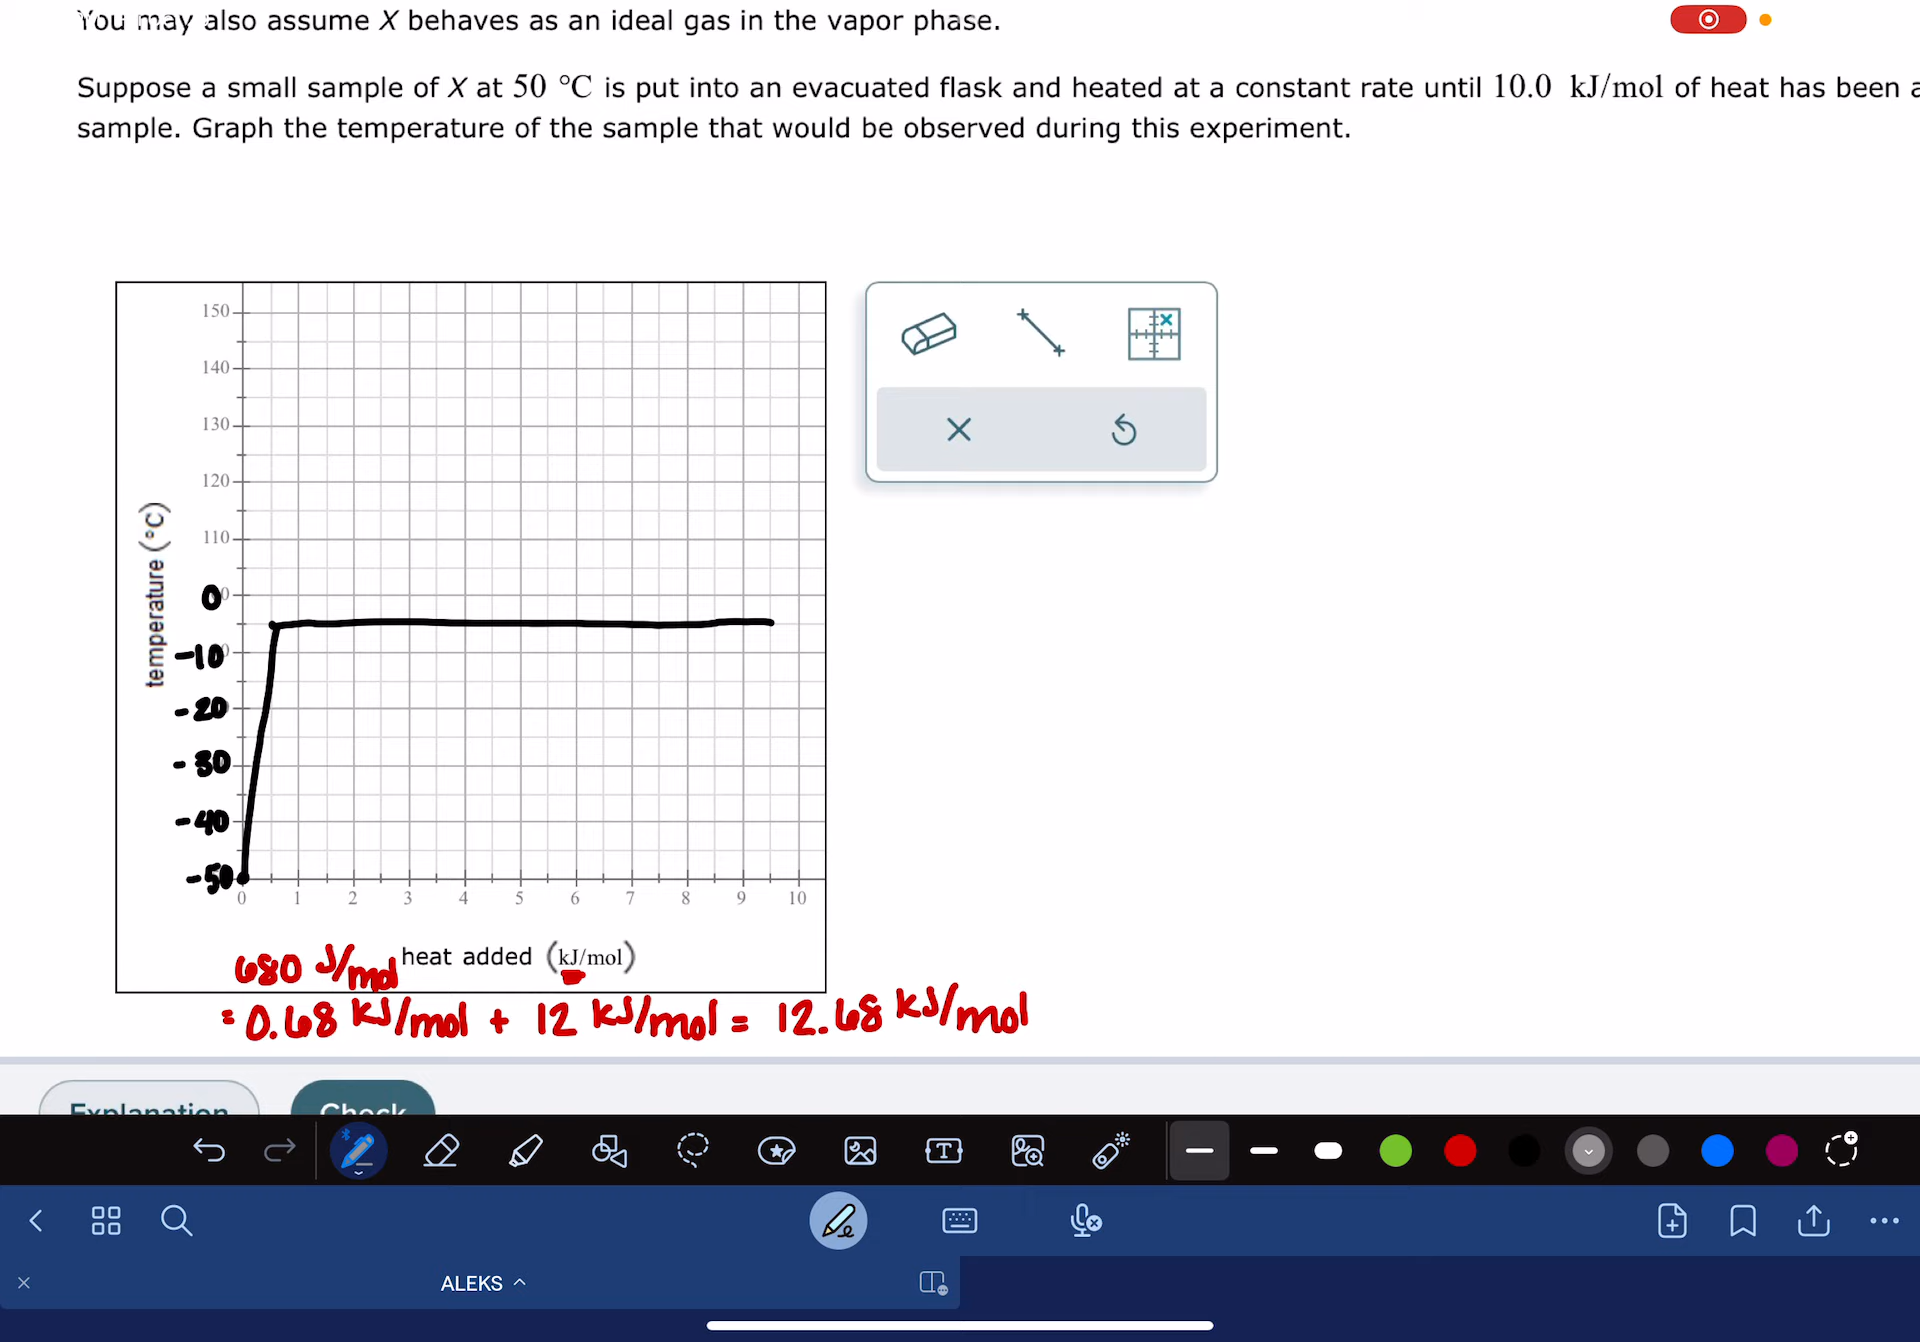 You may also assume X behaves as an ideal gas in the vapor phase.
Suppose a small sample of X at 50 °C is put into an evacuated flask and heated at a constant rate until 10.0 kJ/mol of heat has been a
sample. Graph the temperature of the sample that would be observed during this experiment.
150
140
130
120
110
0
-10
-20
-30
-40
-50
temperature (°C)
0 1 2 3 4 5 6 7 8 9 10
heat added (kJ/mol)
680 J/mol
= 0.68 kJ/mol + 12 kJ/mol = 12.68 kJ/mol
Explanation Check
ALEKS